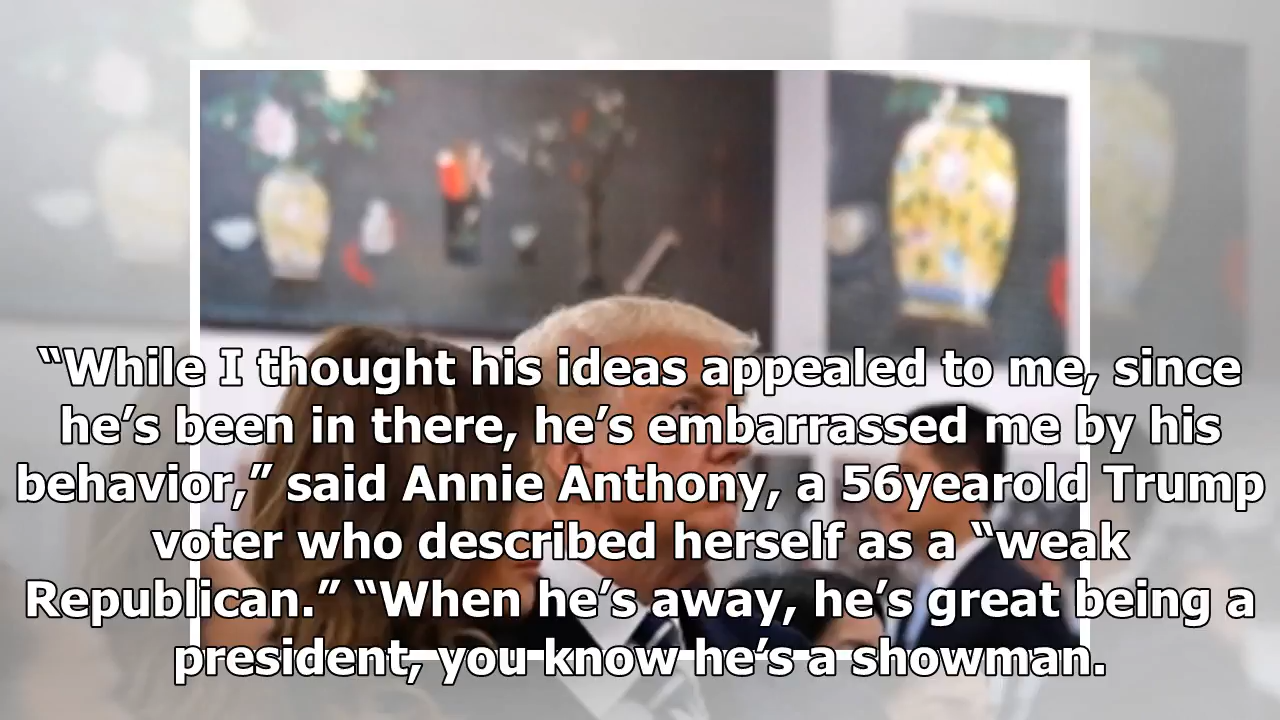 “While I thought his ideas appealed to me, since
he’s been in there, he’s embarrassed me by his
behavior,” said Annie Anthony, a 56yearold Trump
voter who described herself as a “weak
Republican.” “When he’s away, he’s great being a
president, you know he’s a showman.